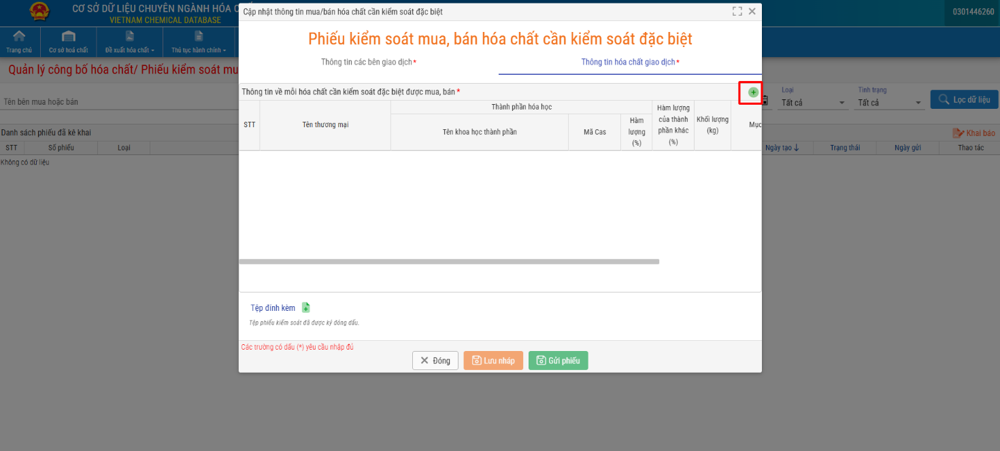 CƠ SỞ DỮ LIỆU CHUYÊN NGÀNH HÓA
VIETNAM CHEMICAL DATABASE
0301446260
Trang chủ
Cơ sở hoá chất
Đề xuất hóa chất
Thủ tục hành chính
Quản lý công bố hóa chất/ Phiếu kiểm soát mu
Tên bên mua hoặc bán
Loại
Tất cả
Tình trạng
Tất cả
Lọc dữ liệu
Danh sách phiếu đã kê khai
Khai báo
STT
Số phiếu
Loại
Ngày tạo
Trạng thái
Ngày gửi
Thao tác
Không có dữ liệu
Cập nhật thông tin mua/bán hóa chất cần kiểm soát đặc biệt
Phiếu kiểm soát mua, bán hóa chất cần kiểm soát đặc biệt
Thông tin các bên giao dịch *
Thông tin hóa chất giao dịch *
Thông tin về mỗi hóa chất cần kiểm soát đặc biệt được mua, bán *
STT
Tên thương mại
Thành phần hóa học
Tên khoa học thành phần
Mã Cas
Hàm
lượng
(%)
Hàm lượng
của thành
phần khác
(%)
Khối lượng
(kg)
Mục
Tệp đính kèm
Tệp phiếu kiểm soát đã được ký đóng dấu.
Các trường có dấu (*) yêu cầu nhập đủ
Đóng
Lưu nháp
Gửi phiếu